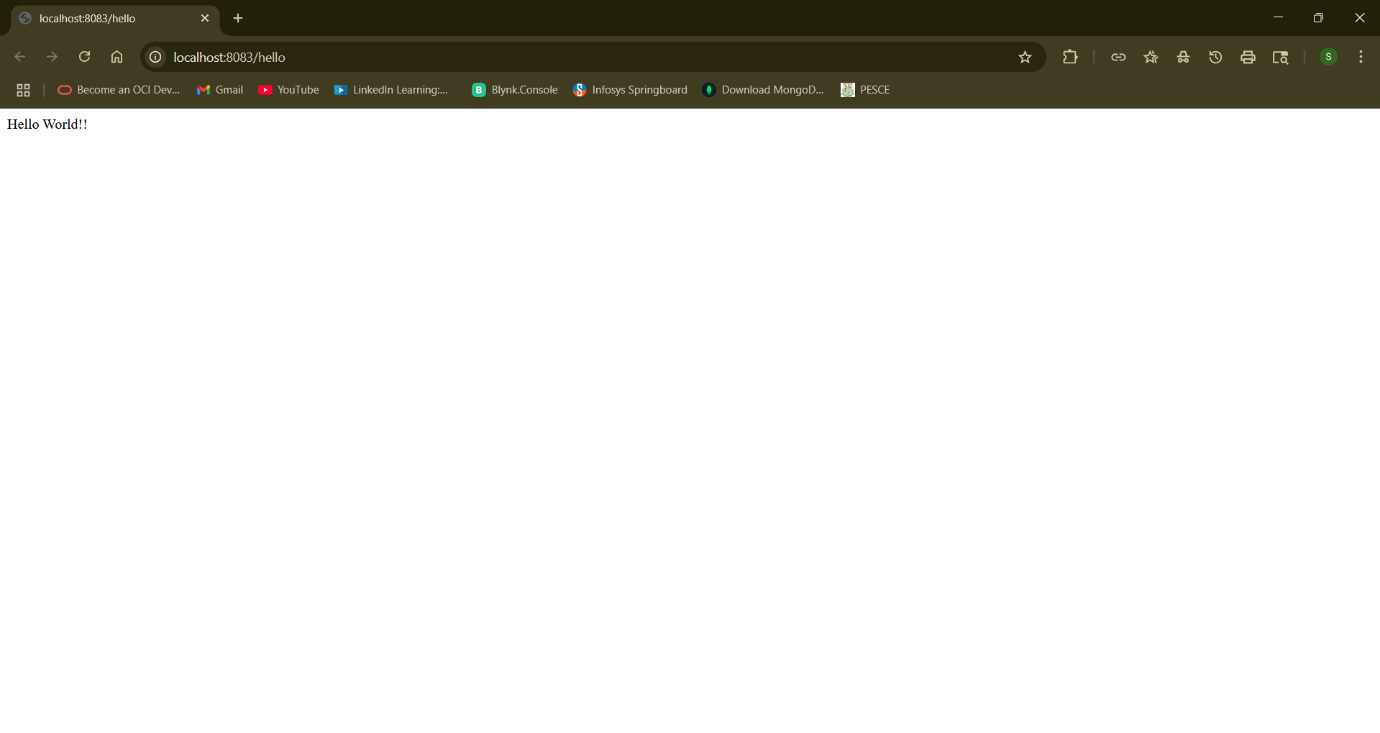 localhost:8083/hello
localhost:8083/hello
S
Become an OCI Dev... Gmail YouTube LinkedIn Learning:... B Blynk.Console Infosys Springboard Download MongoD... PESCE
Hello World!!